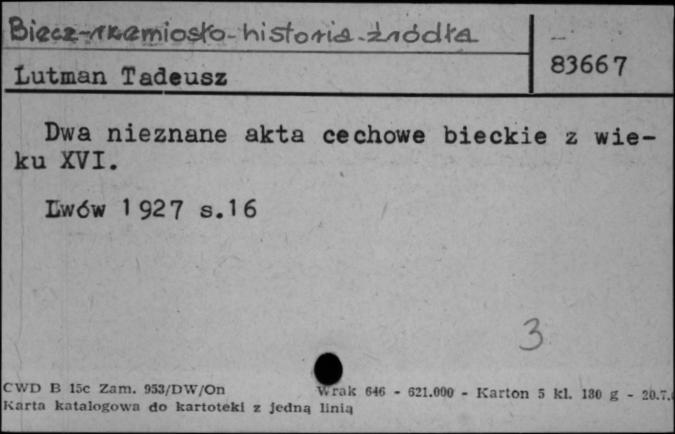 Biecz-rzemiosło-historia-źródła
83667
Lutman Tadeusz
Dwa nieznane akta cechowe bieckie z wie-
ku XVI.
Lwów 1927 s.16
3
CWD B 15c Zam. 953/DW/On Wrak 646 - 621.000 - Karton 5 kl. 180 g - 20.7.
Karta katalogowa do kartoteki z jedną linią